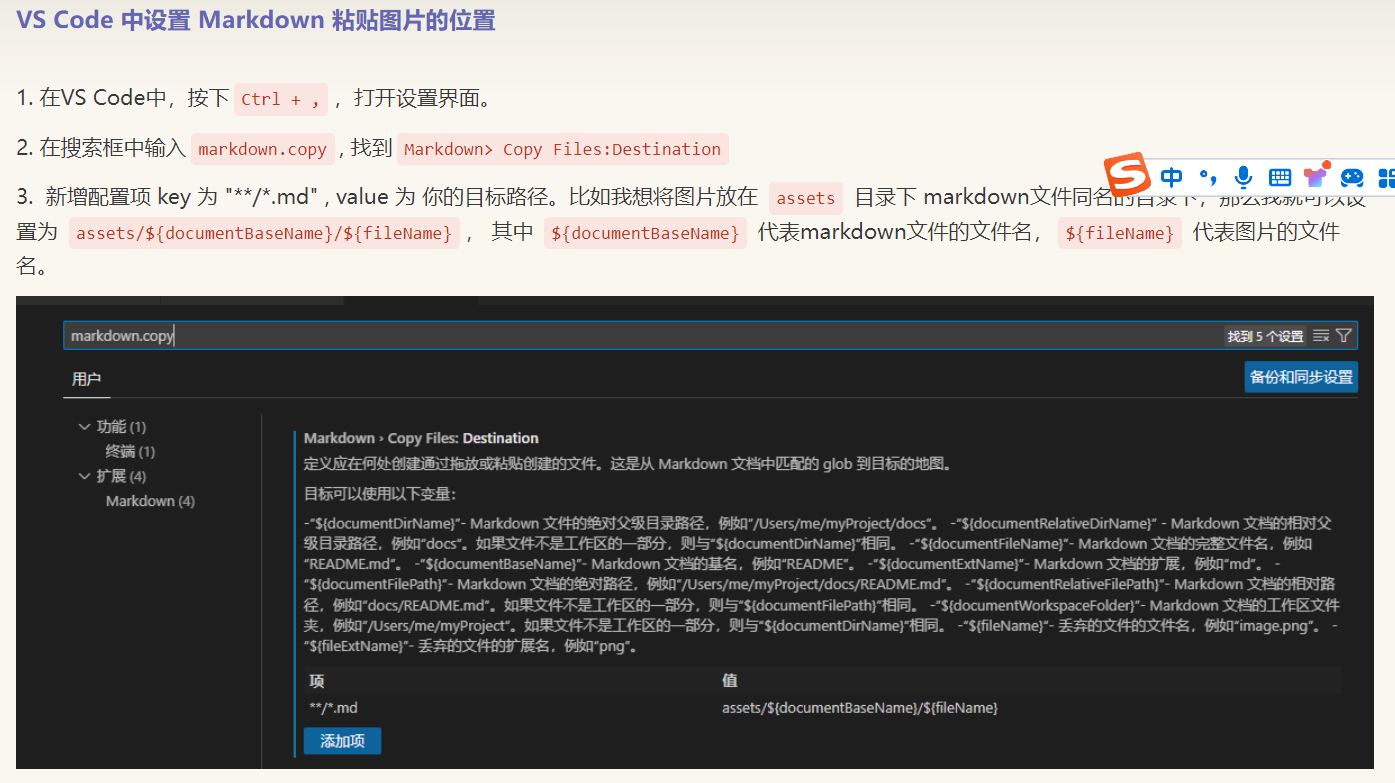 VS Code 中设置 Markdown 粘贴图片的位置
1. 在VS Code中，按下 Ctrl + , ，打开设置界面。
2. 在搜索框中输入 markdown.copy , 找到 Markdown> Copy Files:Destination
3. 新增配置项 key 为 "**/*.md" , value 为 你的目标路径。比如我想将图片放在 assets 目录下 markdown文件同名的目录下，那么我就可以设
中
置为 assets/${documentBaseName}/${fileName} ， 其中 ${documentBaseName} 代表markdown文件的文件名， ${fileName} 代表图片的文件
名。
markdown.copy
找到 5 个设置
用户
备份和同步设置
功能 (1)
终端 (1)
扩展 (4)
Markdown (4)
Markdown › Copy Files: Destination
定义应在何处创建通过拖放或粘贴创建的文件。这是从 Markdown 文档中匹配的 glob 到目标的地图。
目标可以使用以下变量:
-“${documentDirName}”- Markdown 文件的绝对父级目录路径，例如“/Users/me/myProject/docs”。 -“${documentRelativeDirName}” - Markdown 文档的相对父
级目录路径，例如“docs”。如果文件不是工作区的一部分，则与“${documentDirName}”相同。 -“${documentFileName}”- Markdown 文档的完整文件名，例如
“README.md”。 -“${documentBaseName}”- Markdown 文档的基名，例如“README”。 -“${documentExtName}”- Markdown 文档的扩展，例如“md”。 -
“${documentFilePath}”- Markdown 文档的绝对路径，例如“/Users/me/myProject/docs/README.md”。 -“${documentRelativeFilePath}”- Markdown 文档的相对路
径，例如“docs/README.md”。如果文件不是工作区的一部分，则与“${documentFilePath}”相同。 -“${documentWorkspaceFolder}”- Markdown 文档的工作区文件
夹，例如“/Users/me/myProject”。如果文件不是工作区的一部分，则与“${documentDirName}”相同。 -“${fileName}”- 丢弃的文件的文件名，例如“image.png”。 -
“${fileExtName}”- 丢弃的文件的扩展名，例如“png”。
项
值
**/*.md
assets/${documentBaseName}/${fileName}
添加项